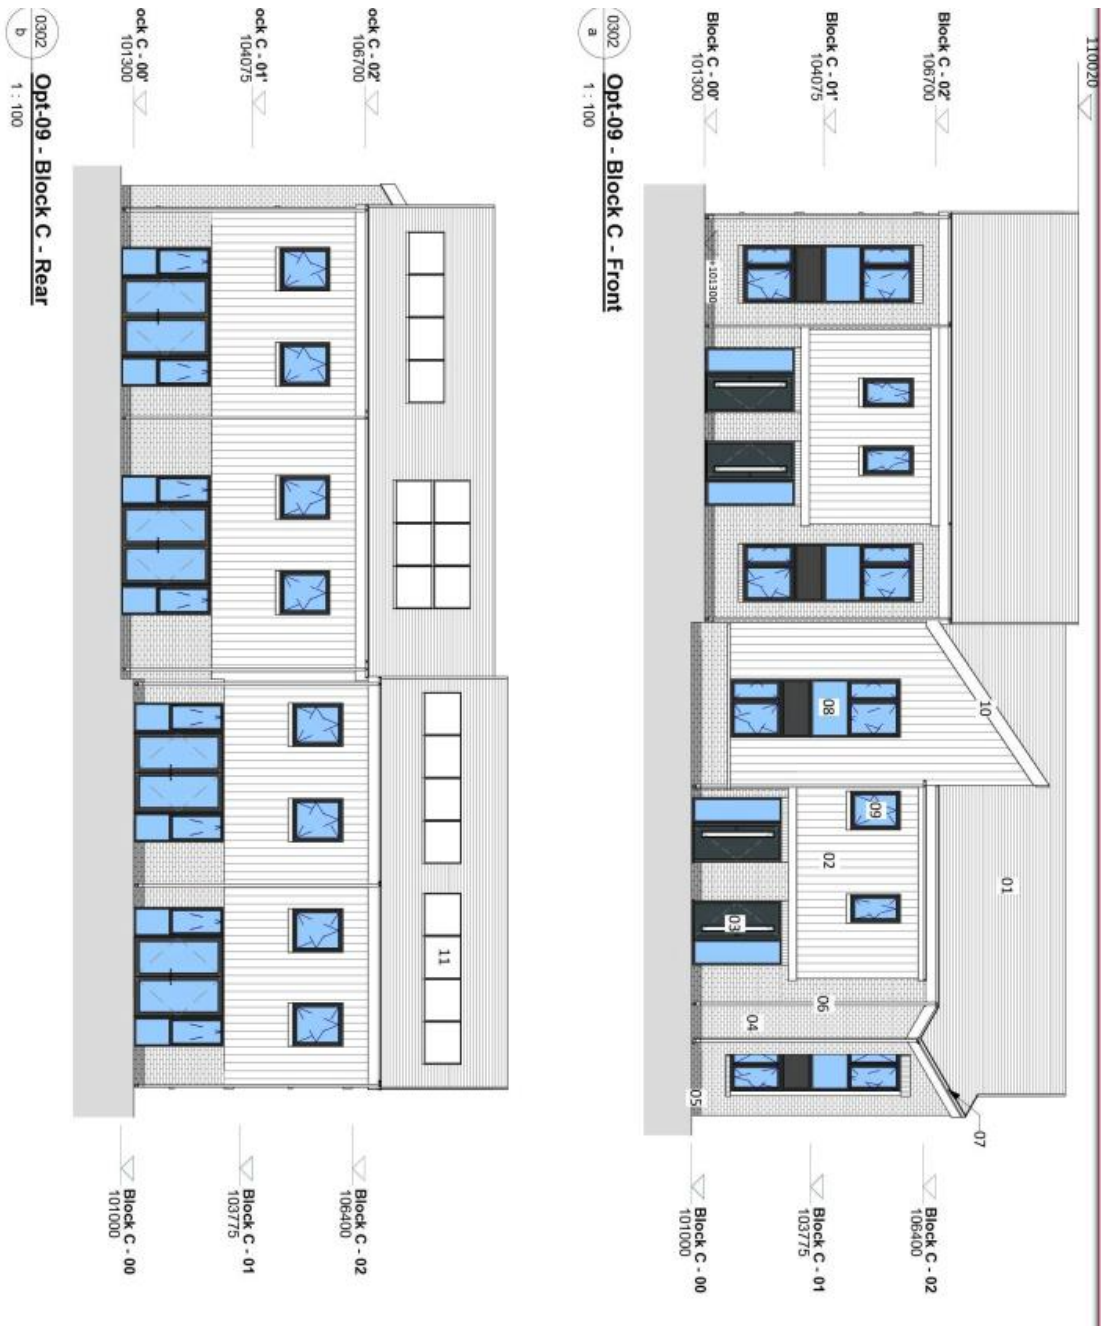 110020
Block C - 02'
106700
Block C - 01'
104075
Block C - 00'
101300
+101300
10
01
08
09
02
03
06
04
05
07
Block C - 02
106400
Block C - 01
103775
Block C - 00
101000
0302
a
Opt-09 - Block C - Front
1 : 100
ock C - 02'
106700
ock C - 01'
104075
ock C - 00'
101300
11
Block C - 02
106400
Block C - 01
103775
Block C - 00
101000
0302
b
Opt-09 - Block C - Rear
1 : 100